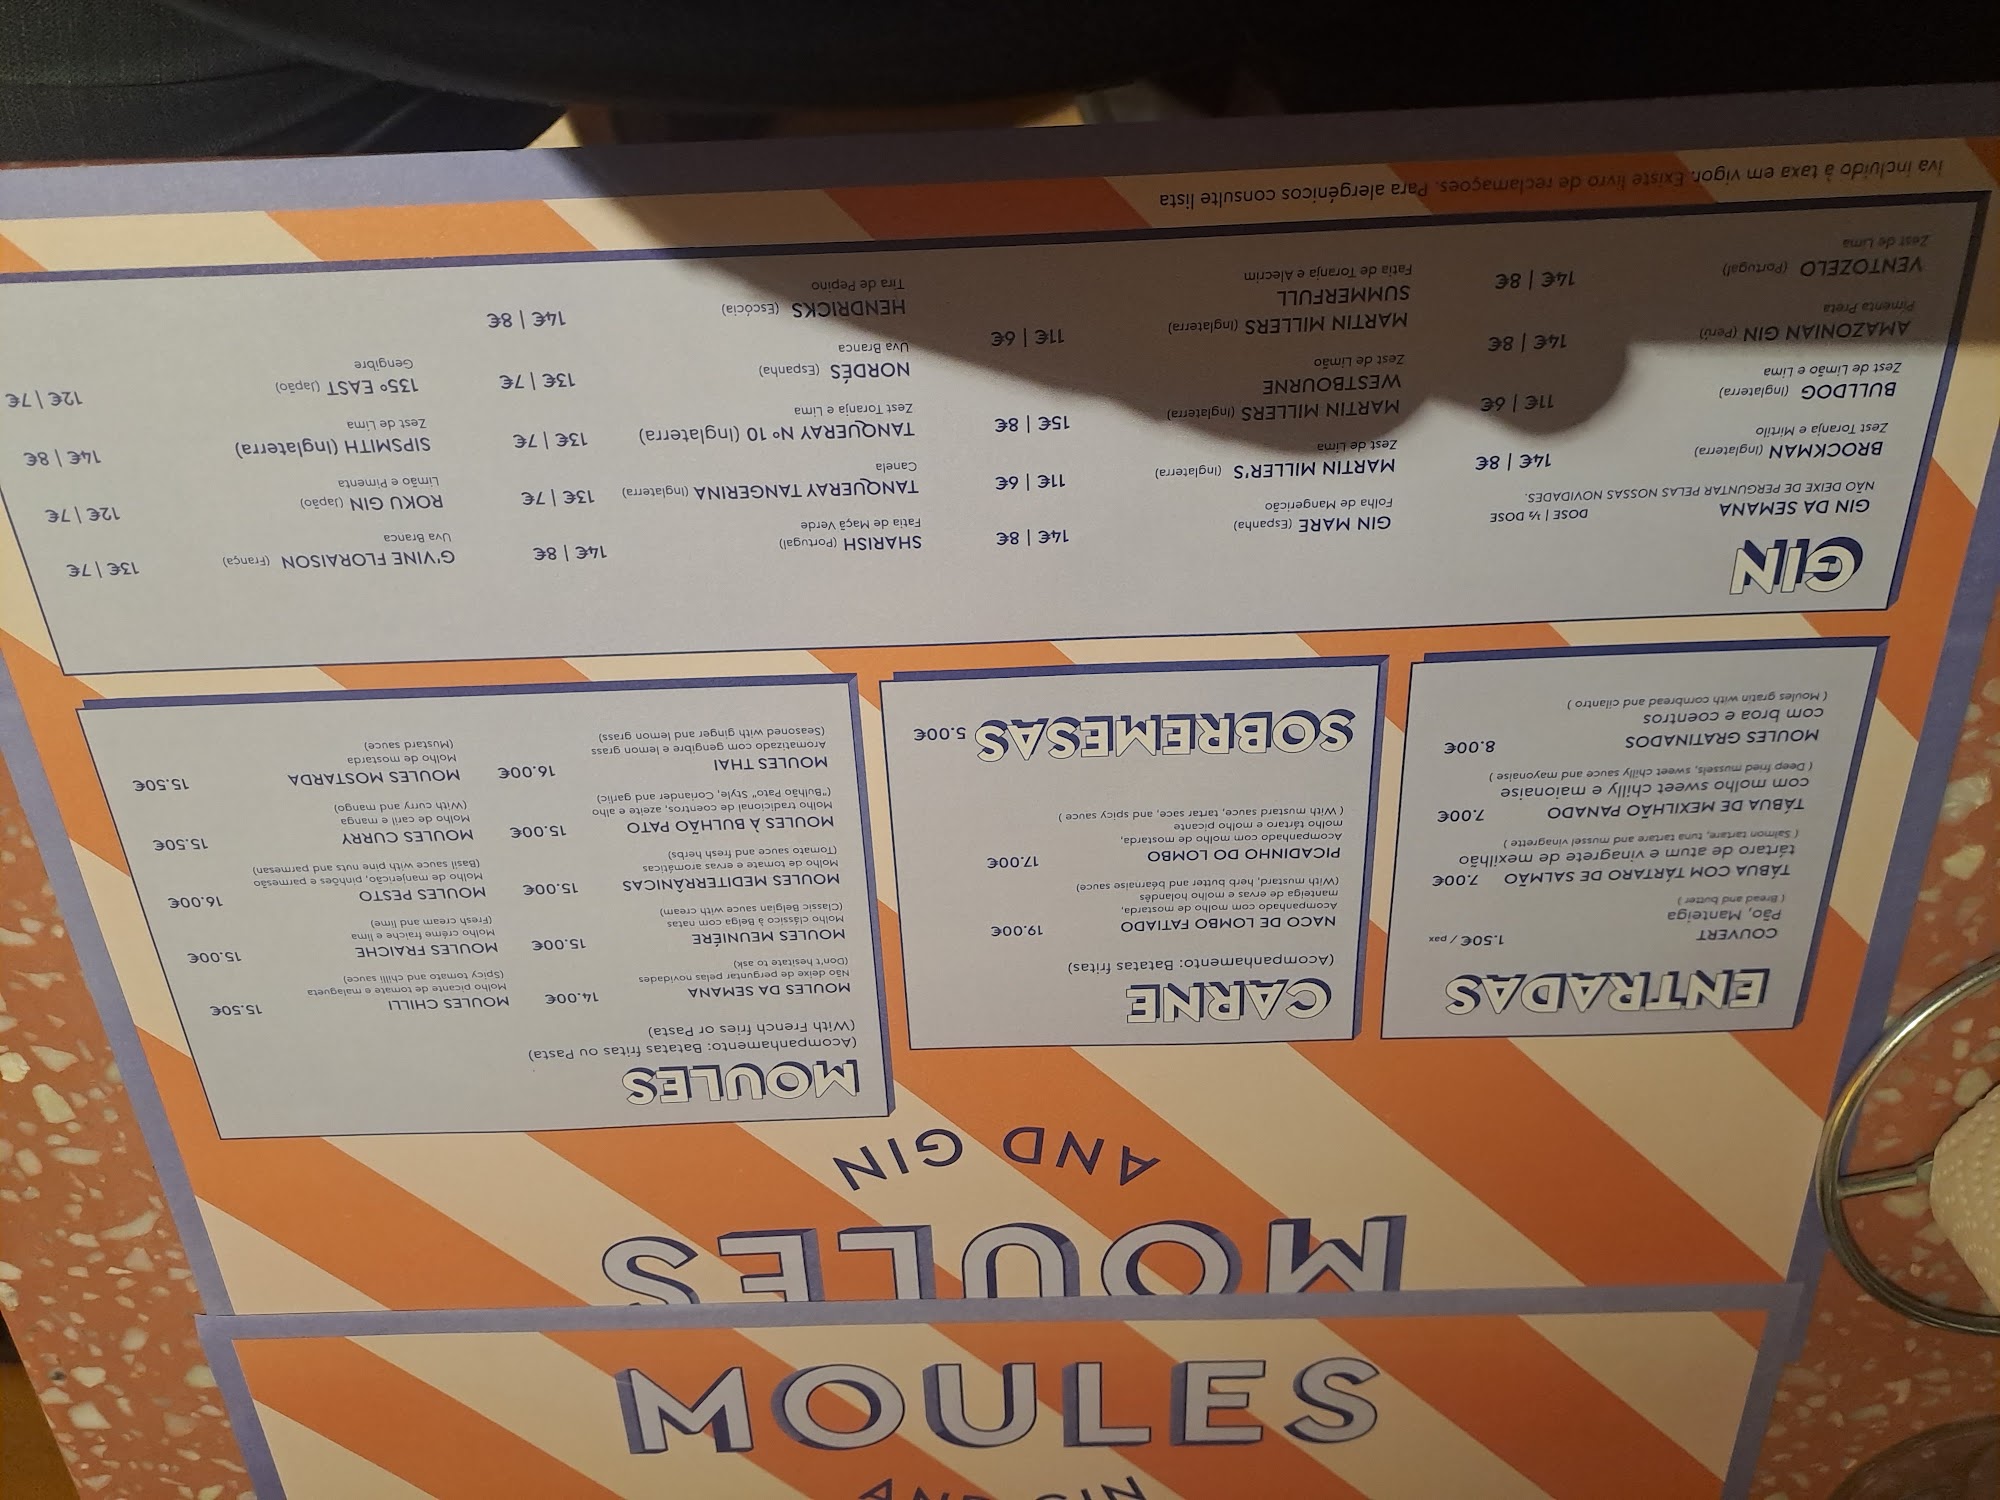 MOULES
AND GIN
ENTRADAS
COUVERT 1.50€ / pax
Pão, Manteiga
( Bread and butter )
TÁBUA COM TÁRTARO DE SALMÃO 7.00€
tártaro de atum e vinagrete de mexilhão
( Salmon tartare, tuna tartare and mussel vinagrette )
TÁBUA DE MEXILHÃO PANADO 7.00€
com molho sweet chilly e maionaise
( Deep fried mussels, sweet chilly sauce and mayonaise )
MOULES GRATINADOS 8.00€
com broa e coentros
( Moules gratin with cornbread and cilantro )
CARNE
(Acompanhamento: Batatas fritas)
NACO DE LOMBO FATIADO 19.00€
Acompanhado com molho de mostarda,
manteiga de ervas e molho holandês
(With mustard, herb butter and béarnaise sauce)
PICADINHO DO LOMBO 17.00€
Acompanhado com molho de mostarda,
molho tártaro e molho picante
( With mustard sauce, tartar sace, and spicy sauce )
SOBREMESAS 5.00€
MOULES
(Acompanhamento: Batatas fritas ou Pasta)
(With French fries or Pasta)
MOULES DA SEMANA 14.00€
Não deixe de perguntar pelas novidades
(Don't hesitate to ask)
MOULES MEUNIÈRE 15.00€
Molho clássico à Belga com natas
(Classic Belgian sauce with cream)
MOULES MEDITERRÂNICAS 15.00€
Molho de tomate e ervas aromáticas
(Tomato sauce and fresh herbs)
MOULES À BULHÃO PATO 15.00€
Molho tradicional de coentros, azeite e alho
("Bulhão Pato" Style, Coriander and garlic)
MOULES THAI 16.00€
Aromatizado com gengibre e lemon grass
(Seasoned with ginger and lemon grass)
MOULES CHILLI 15.50€
Molho picante de tomate e malagueta
(Spicy tomato and chilli sauce)
MOULES FRAICHE 15.00€
Molho crème fraiche e lima
(Fresh cream and lime)
MOULES PESTO 16.00€
Molho de manjericão, pinhões e parmesão
(Basil sauce with pine nuts and parmesan)
MOULES CURRY 15.50€
Molho de caril e manga
(With curry and mango)
MOULES MOSTARDA 15.50€
Molho de mostarda
(Mustard sauce)
GIN
GIN DA SEMANA DOSE | ½ DOSE
NÃO DEIXE DE PERGUNTAR PELAS NOSSAS NOVIDADES.
BROCKMAN (Inglaterra) 14€ | 8€
Zest Toranja e Mirtilo
BULLDOG (Inglaterra) 11€ | 6€
Zest de Limão e Lima
AMAZONIAN GIN (Perú) 14€ | 8€
Pimenta Preta
VENTOZELO (Portugal) 14€ | 8€
Zest de Lima
GIN MARE (Espanha) 14€ | 8€
Folha de Mangericão
MARTIN MILLER'S (Inglaterra) 11€ | 6€
Zest de Lima
MARTIN MILLERS (Inglaterra) 15€ | 8€
WESTBOURNE
Zest de Limão
MARTIN MILLERS (Inglaterra) 11€ | 6€
SUMMERFULL
Fatia de Toranja e Alecrim
SHARISH (Portugal) 14€ | 8€
Fatia de Maçã Verde
TANQUERAY TANGERINA (Inglaterra) 13€ | 7€
Canela
TANQUERAY Nº 10 (Inglaterra) 13€ | 7€
Zest Toranja e Lima
NORDÉS (Espanha) 13€ | 7€
Uva Branca
HENDRICKS (Escócia) 14€ | 8€
Tira de Pepino
G'VINE FLORAISON (França) 13€ | 7€
Uva Branca
ROKU GIN (Japão) 12€ | 7€
Limão e Pimenta
SIPSMITH (Inglaterra) 14€ | 8€
Zest de Lima
135º EAST (Japão) 12€ | 7€
Gengibre
Iva incluído à taxa em vigor. Existe livro de reclamações. Para alergénicos consulte lista
MOULES
AND GIN